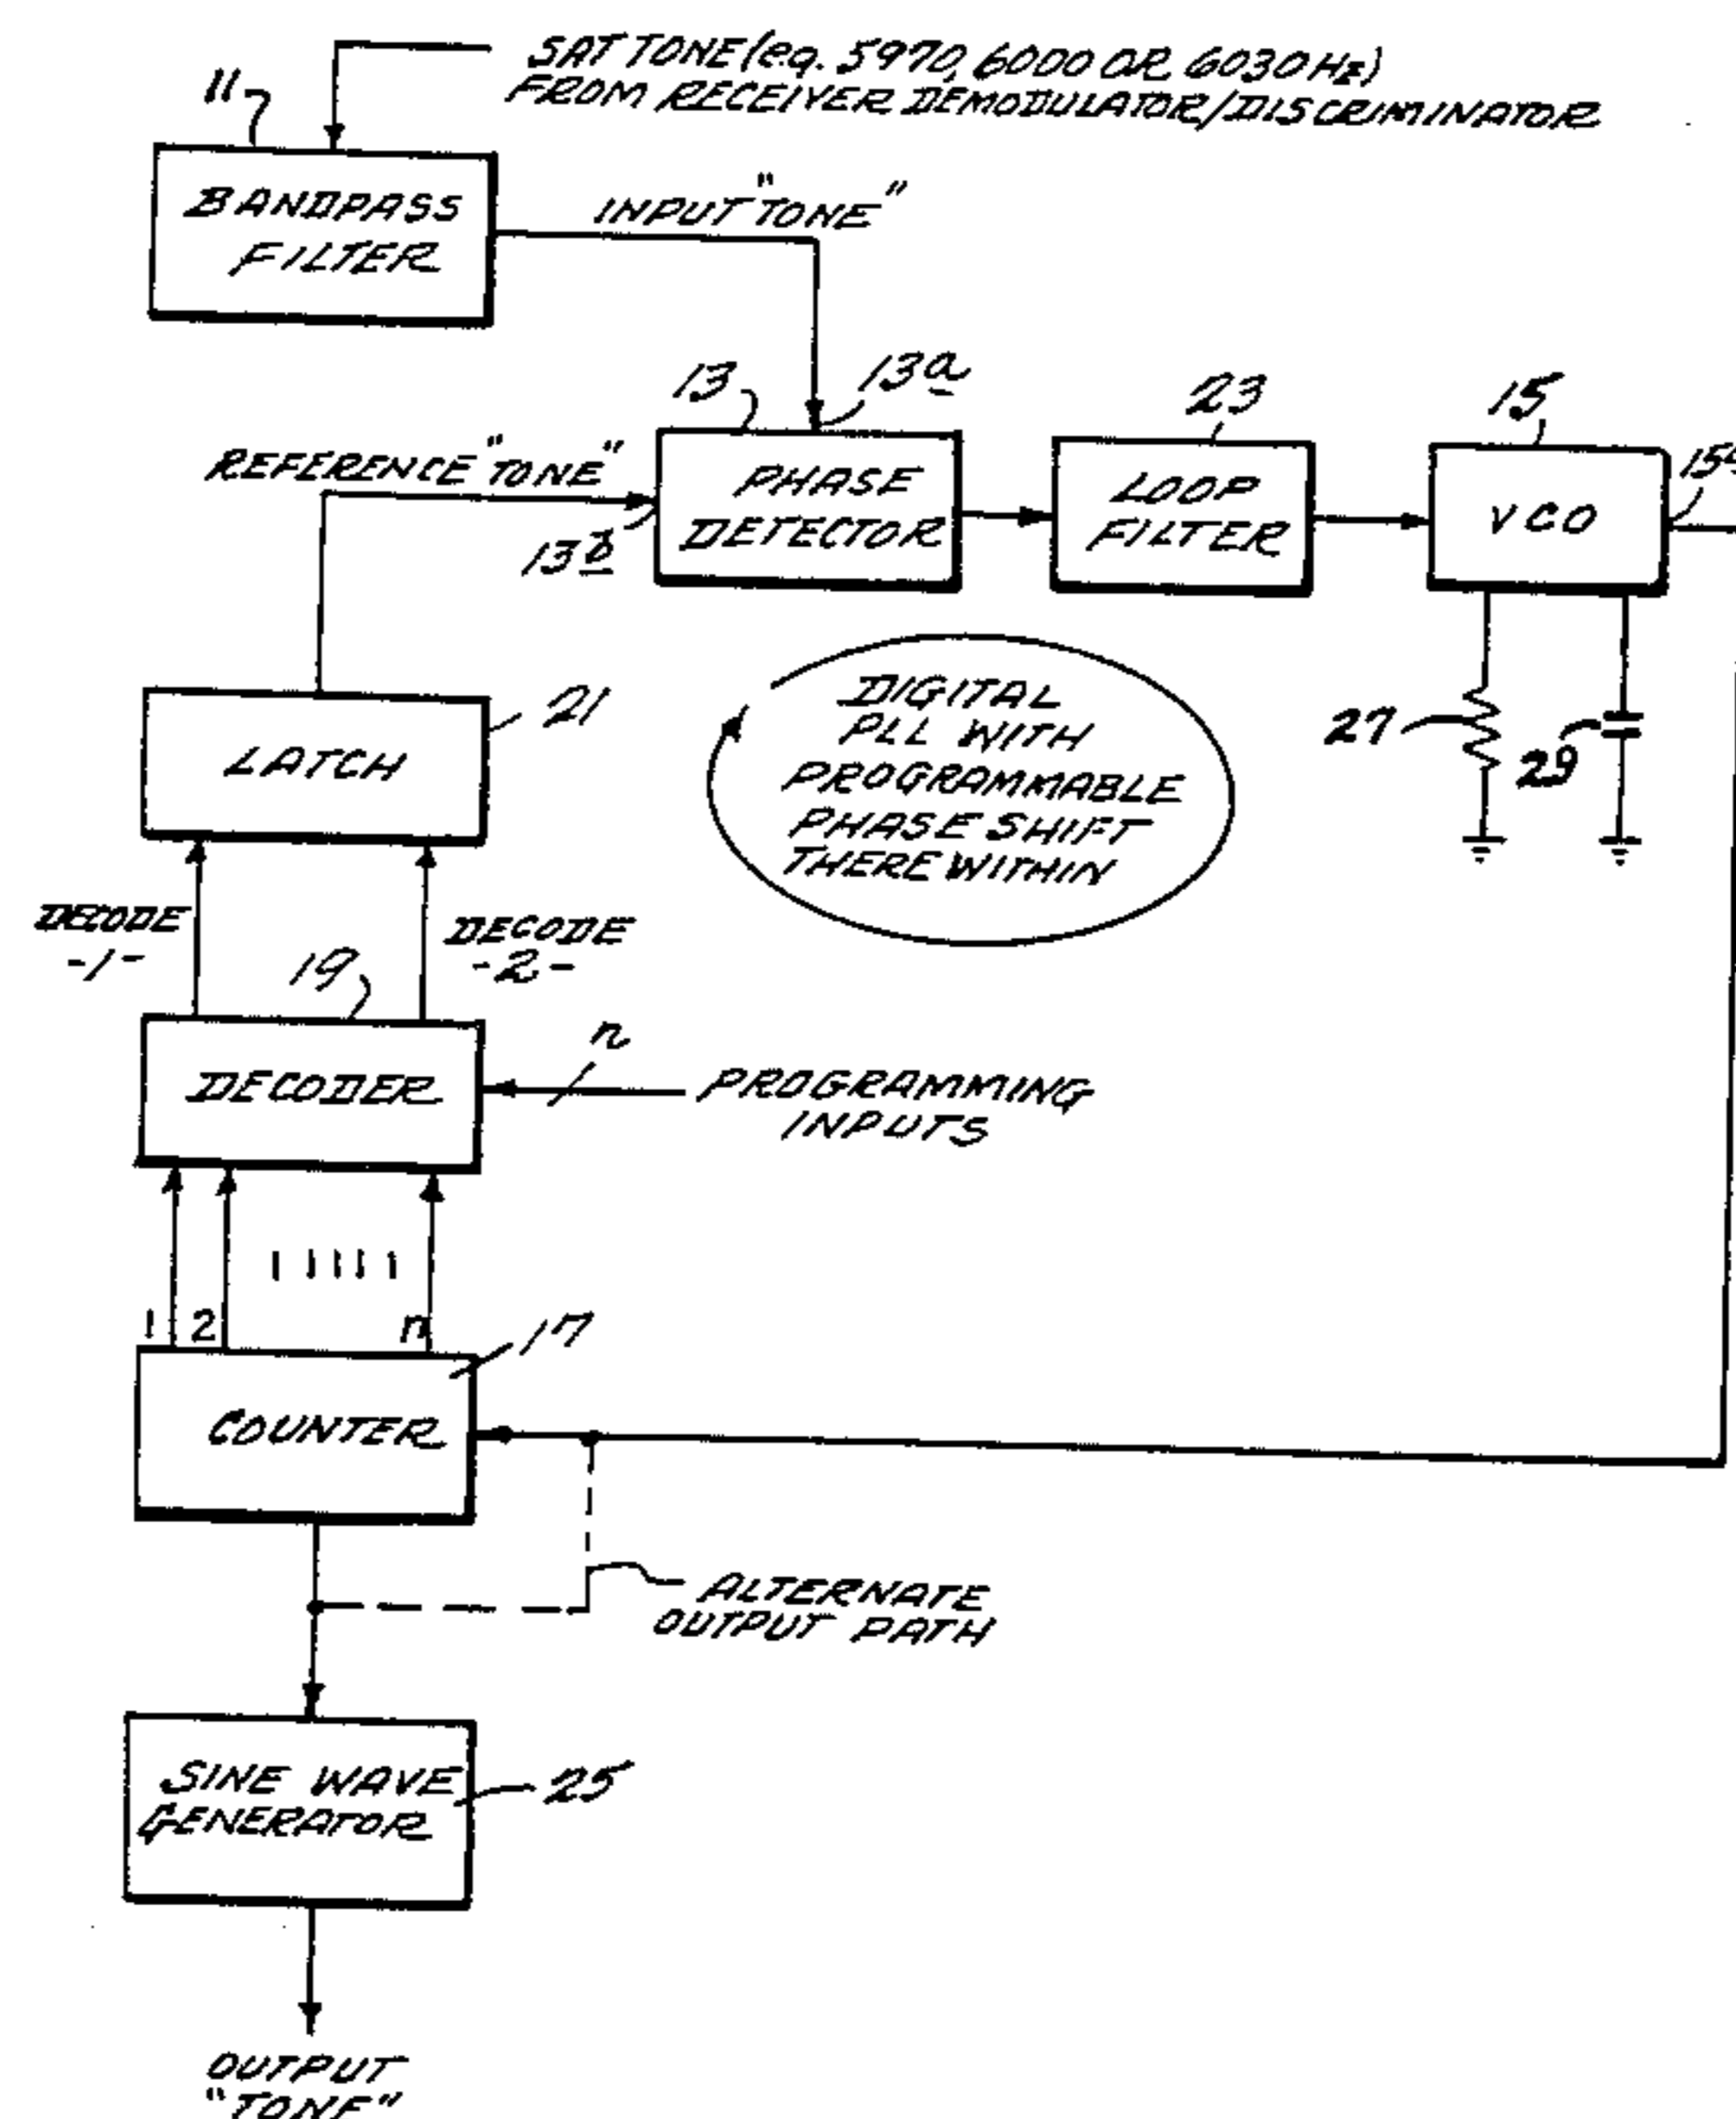 SAT TONE (e.g. 5970, 6000 OR 6030 Hz)
FROM RECEIVER DEMODULATOR/DISCRIMINATOR
11
BANDPASS
FILTER
INPUT "TONE"
13
13a
23
15
REFERENCE "TONE"
13b
PHASE
DETECTOR
LOOP
FILTER
VCO
21
LATCH
DIGITAL
PLL WITH
PROGRAMMABLE
PHASE SHIFT
THERE WITHIN
27
29
DECODE
-1-
DECODE
-2-
19
n
DECODER
PROGRAMMING
INPUTS
1 2 n
17
COUNTER
ALTERNATE
OUTPUT PATH
SINE WAVE
GENERATOR
25
OUTPUT
"TONE"